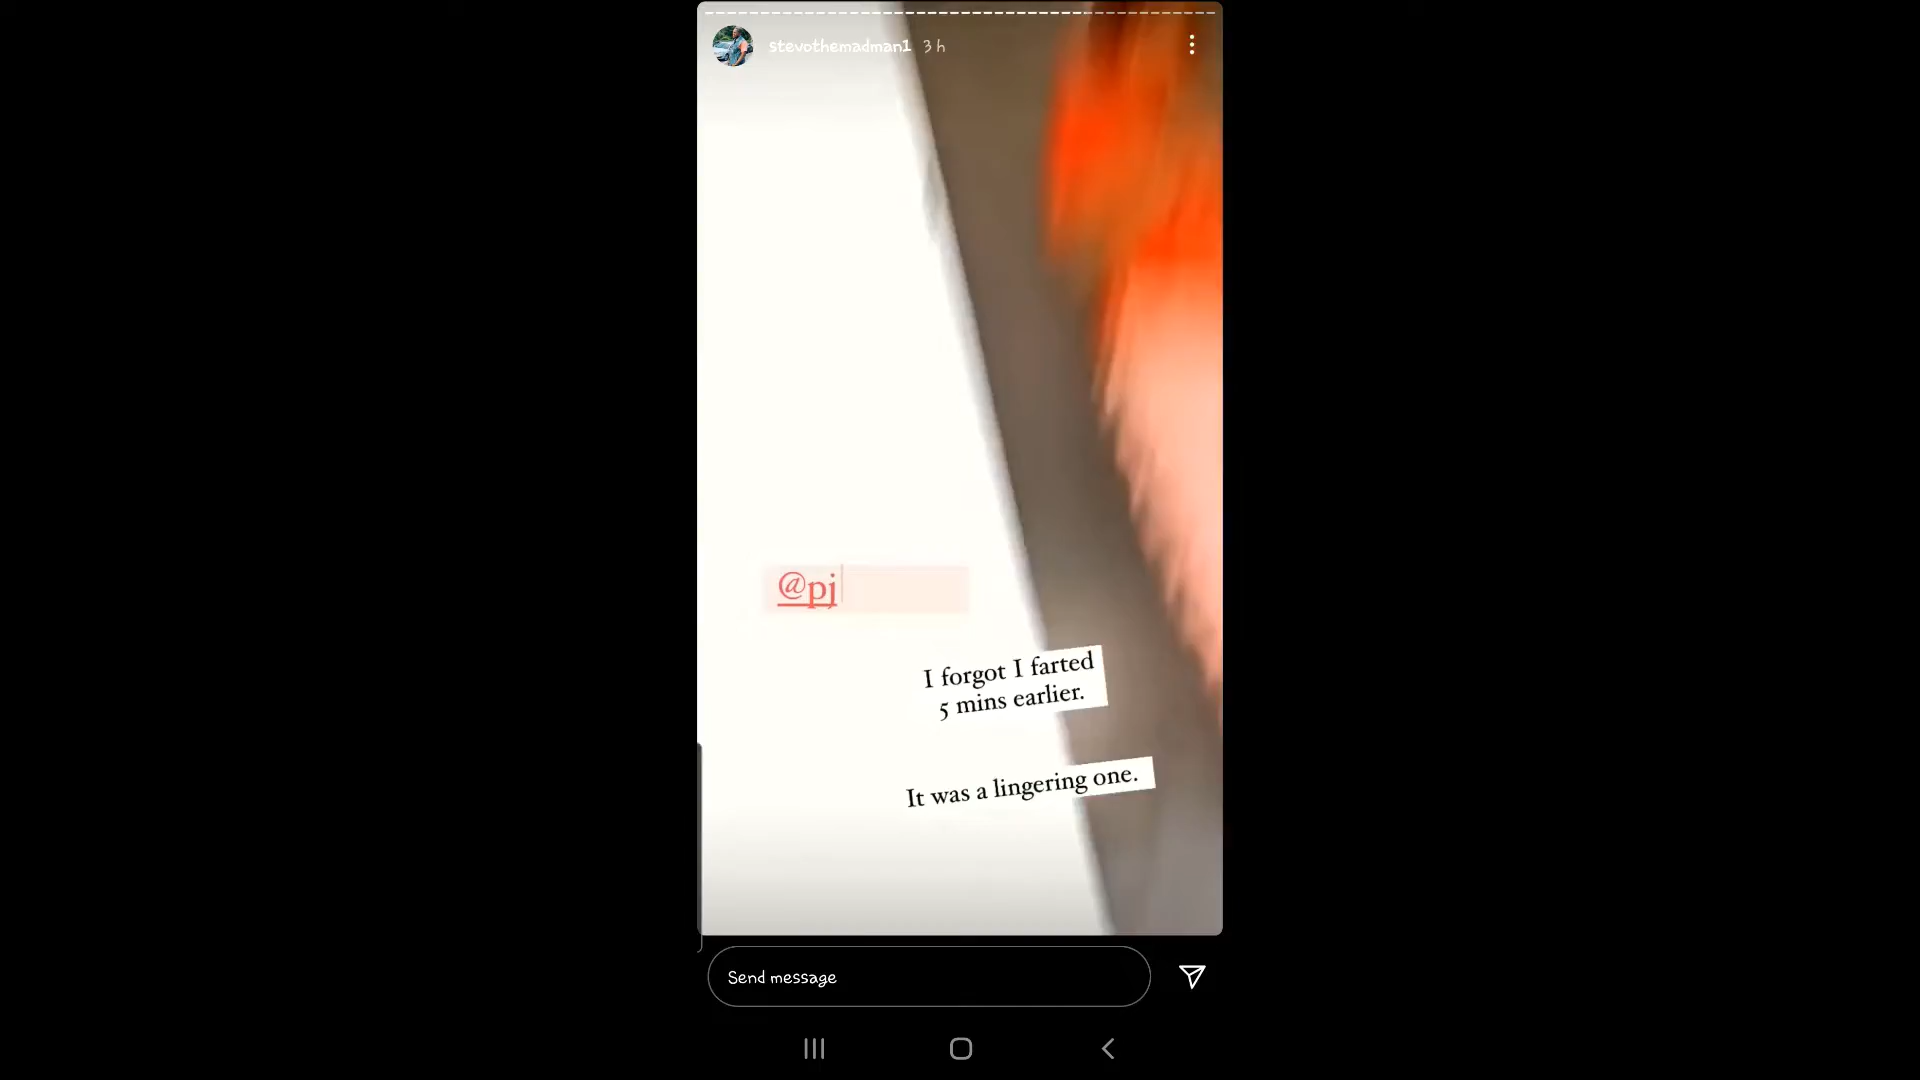 stevothemadman1 3 h
@pj
I forgot I farted
5 mins earlier.
It was a lingering one.
Send message